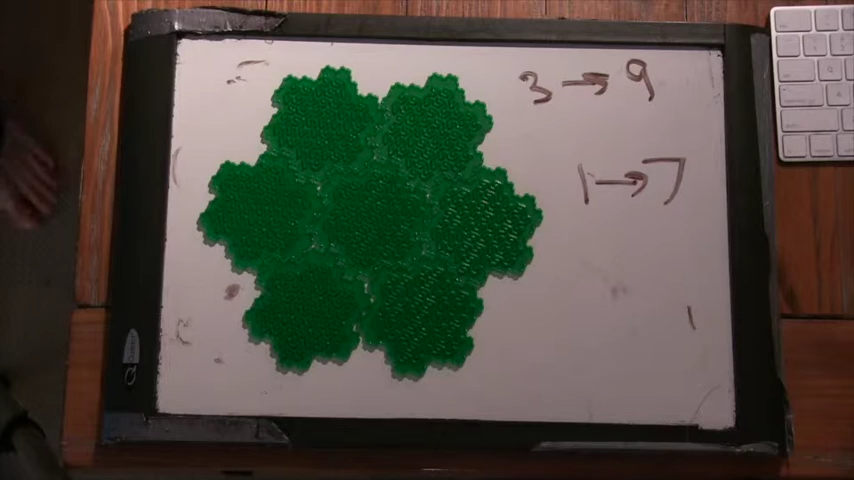 3 → 9
1 → 7